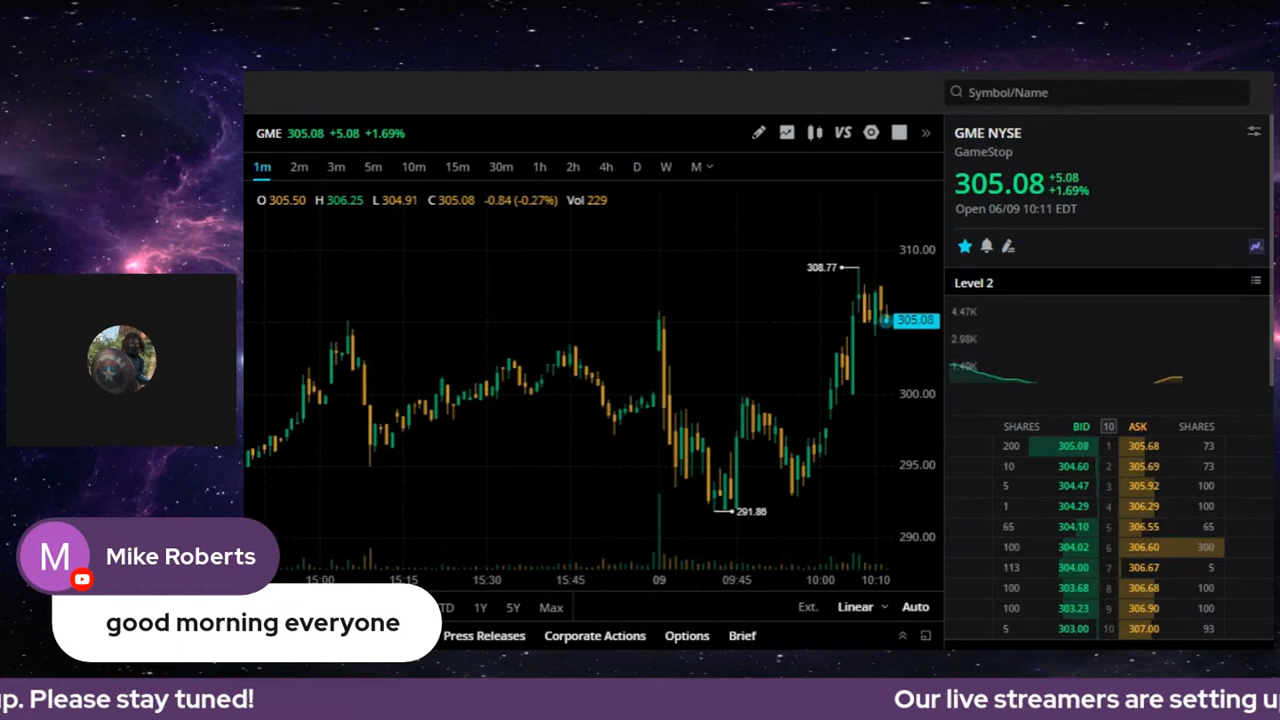 Symbol/Name
GME 305.08 +5.08 +1.69%
VS
1m 2m 3m 5m 10m 15m 30m 1h 2h 4h D W M
O 305.50 H 306.25 L 304.91 C 305.08 -0.84 (-0.27%) Vol 229
310.00
308.77
305.08
300.00
295.00
291.86
290.00
15:00 15:15 15:30 15:45 09 09:45 10:00 10:10
TD 1Y 5Y Max
Ext. Linear Auto
Press Releases Corporate Actions Options Brief
GME NYSE
GameStop
305.08 +5.08
+1.69%
Open 06/09 10:11 EDT
Level 2
4.47K
2.98K
1.49K
SHARES BID 10 ASK SHARES
200 305.08 1 305.68 73
10 304.60 2 305.69 73
5 304.47 3 305.92 100
1 304.29 4 306.29 100
65 304.10 5 306.55 65
100 304.02 6 306.60 300
113 304.00 7 306.67 5
100 303.68 8 306.68 100
100 303.23 9 306.90 100
5 303.00 10 307.00 93
M Mike Roberts
good morning everyone
up. Please stay tuned! Our live streamers are setting up